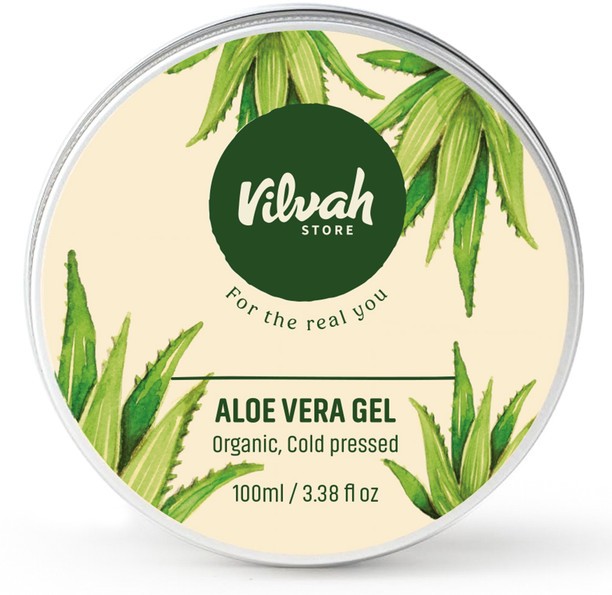 Vilvah
STORE
For the real you
ALOE VERA GEL
Organic, Cold pressed
100ml / 3.38 fl oz